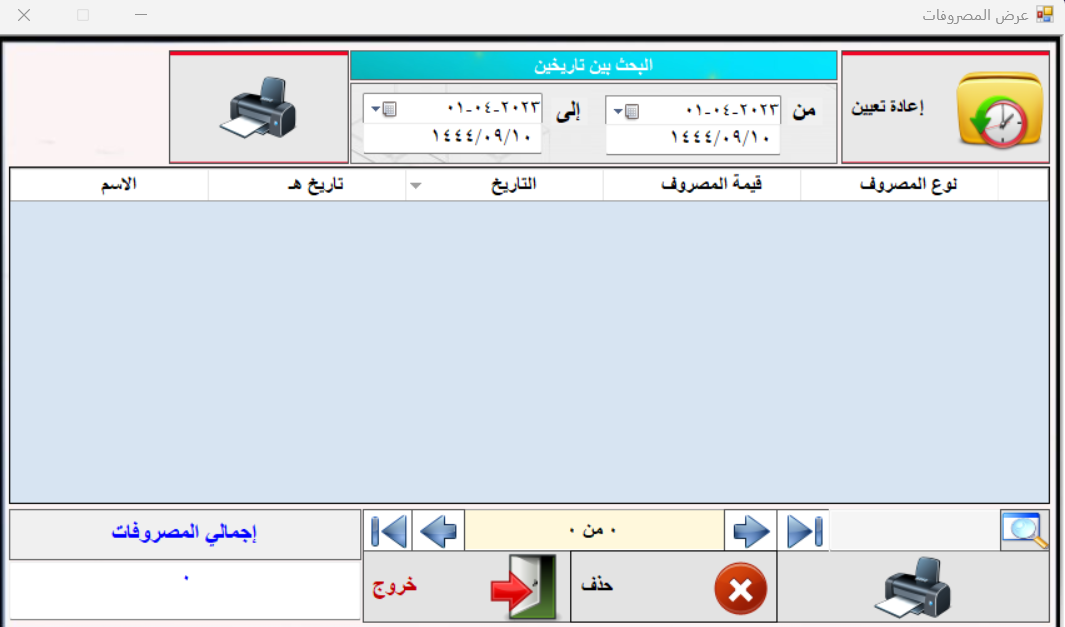 عرض المصروفات
إعادة تعيين
البحث بين تاريخين
من
٢٠٢٣-٠٤-٠١
١٤٤٤/٠٩/١٠
إلى
٢٠٢٣-٠٤-٠١
١٤٤٤/٠٩/١٠
نوع المصروف
قيمة المصروف
التاريخ
تاريخ هـ
الاسم
٠ من ٠
إجمالي المصروفات
٠
حذف
خروج